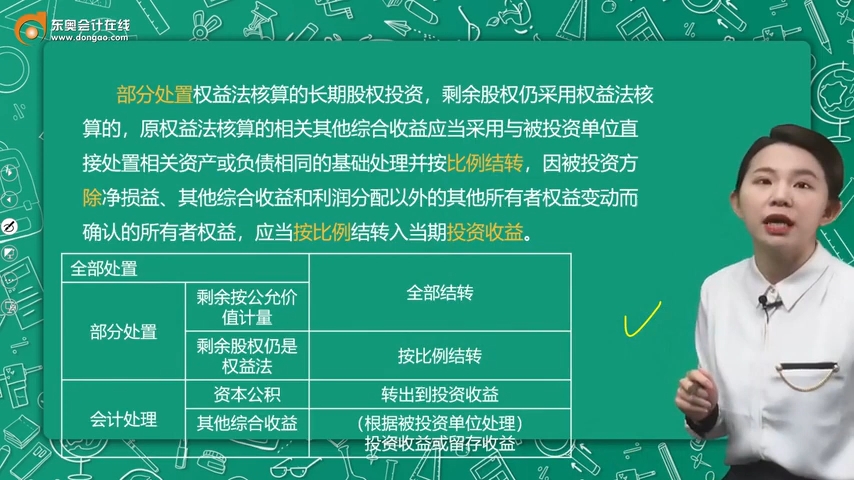 东奥会计在线
www.dongao.com
部分处置权益法核算的长期股权投资，剩余股权仍采用权益法核
算的，原权益法核算的相关其他综合收益应当采用与被投资单位直
接处置相关资产或负债相同的基础处理并按比例结转，因被投资方
除净损益、其他综合收益和利润分配以外的其他所有者权益变动而
确认的所有者权益，应当按比例结转入当期投资收益。
全部处置
全部结转
部分处置
剩余按公允价
值计量
剩余股权仍是
权益法
按比例结转
会计处理
资本公积
转出到投资收益
其他综合收益
（根据被投资单位处理）
投资收益或留存收益